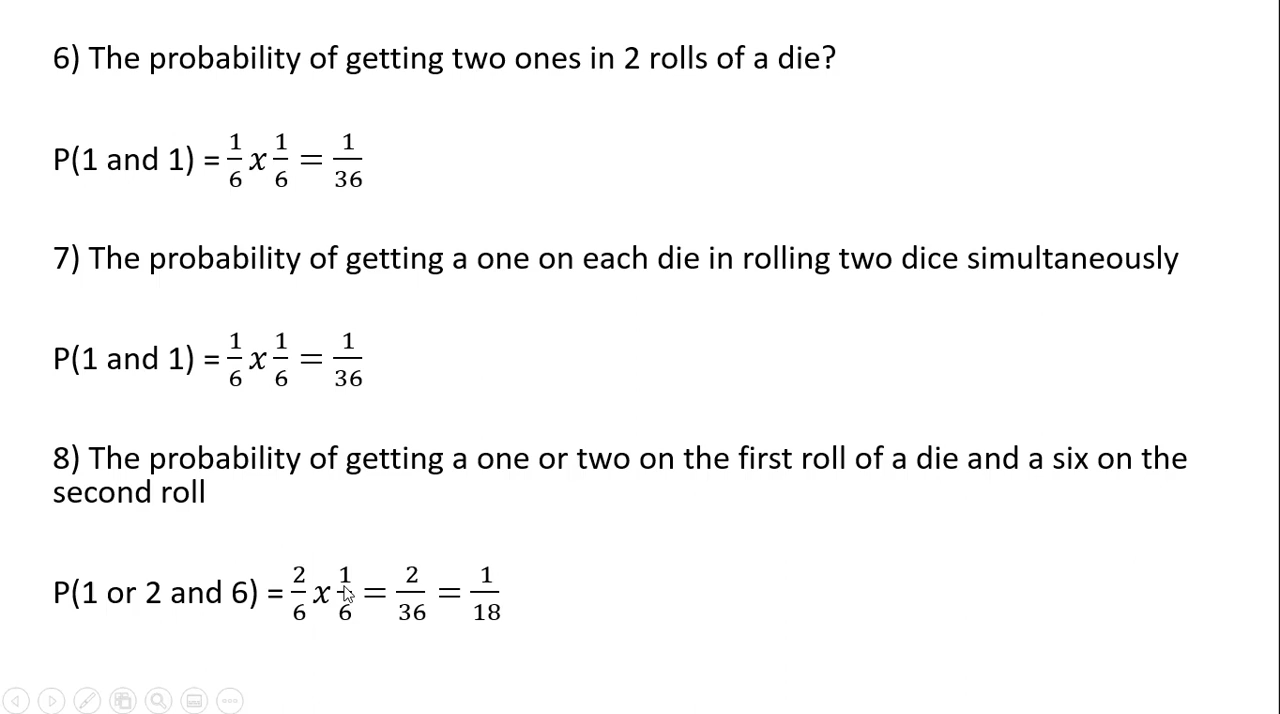 6) The probability of getting two ones in 2 rolls of a die?
P(1 and 1) = 1/6 x 1/6 = 1/36
7) The probability of getting a one on each die in rolling two dice simultaneously
P(1 and 1) = 1/6 x 1/6 = 1/36
8) The probability of getting a one or two on the first roll of a die and a six on the
second roll
P(1 or 2 and 6) = 2/6 x 1/6 = 2/36 = 1/18